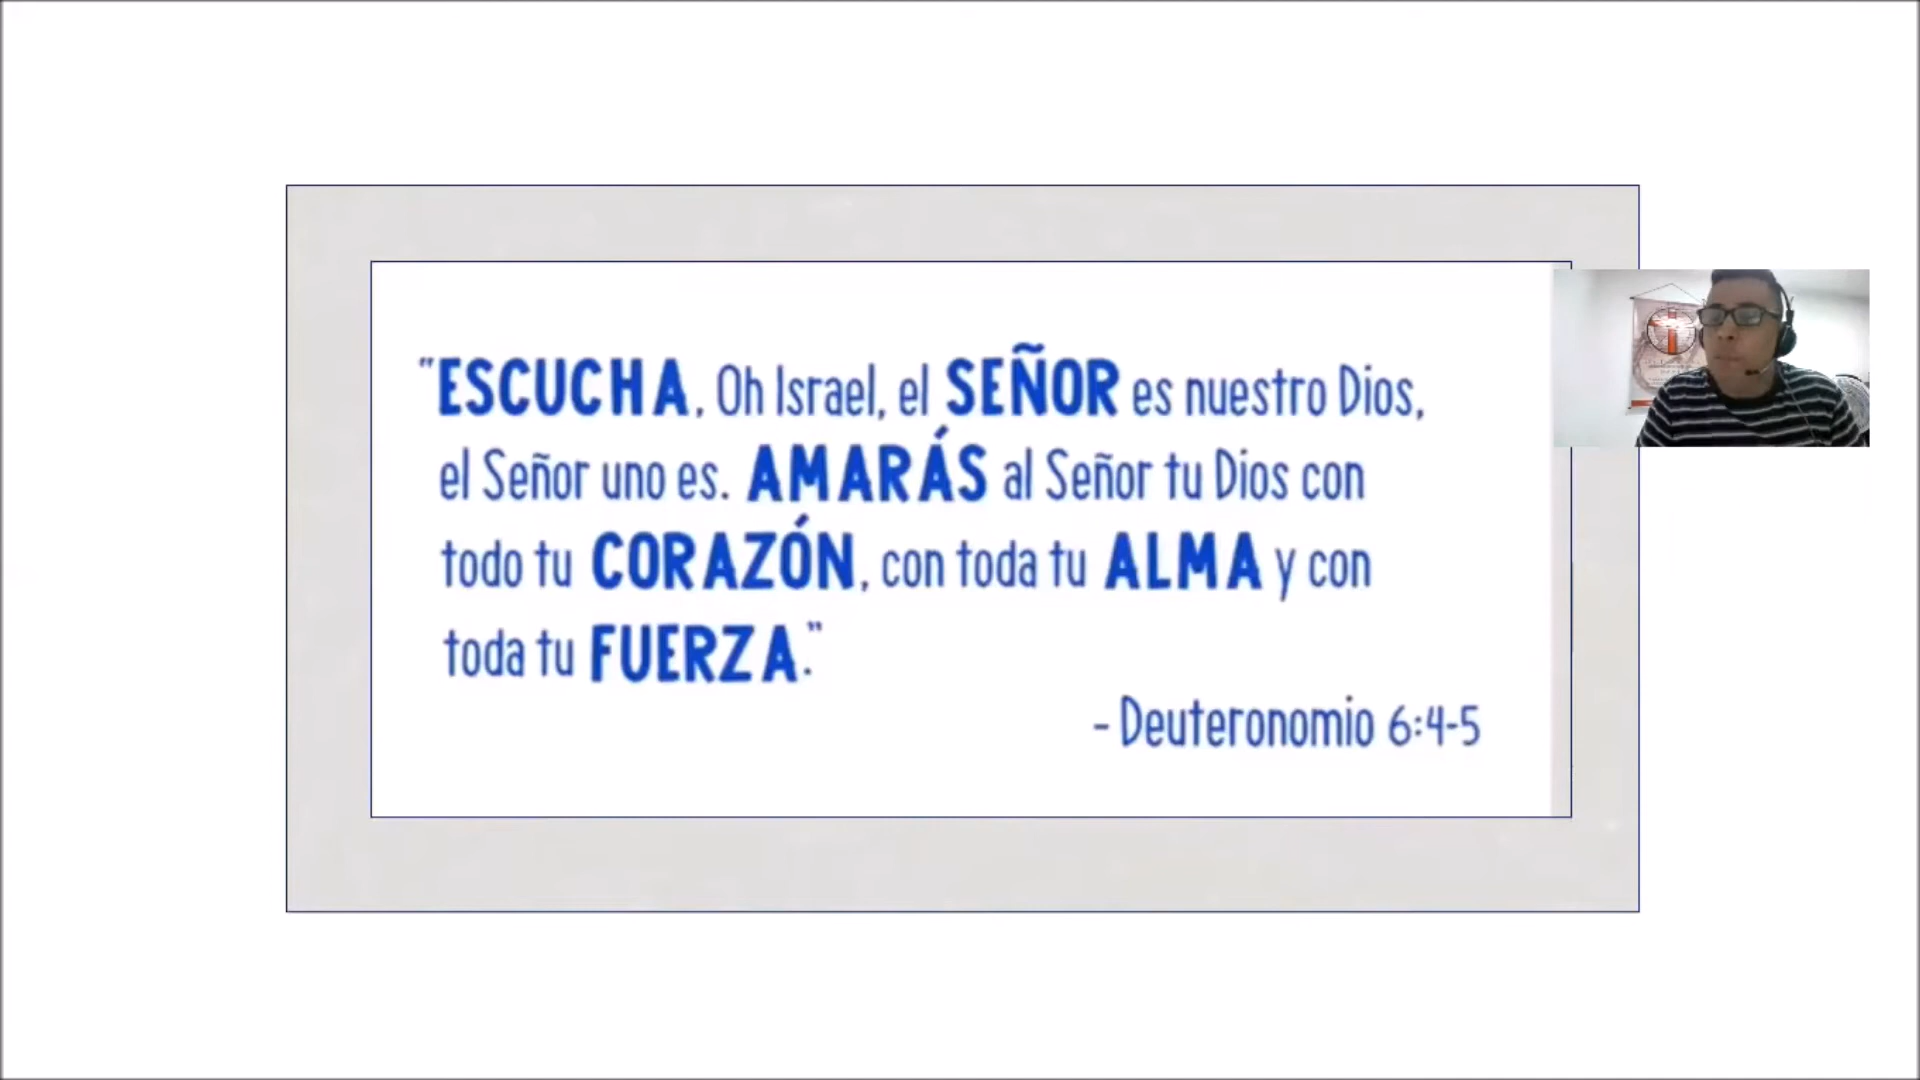 "ESCUCHA, Oh Israel, el SEÑOR es nuestro Dios,
el Señor uno es. AMARÁS al Señor tu Dios con
todo tu CORAZÓN, con toda tu ALMA y con
toda tu FUERZA."
- Deuteronomio 6:4-5